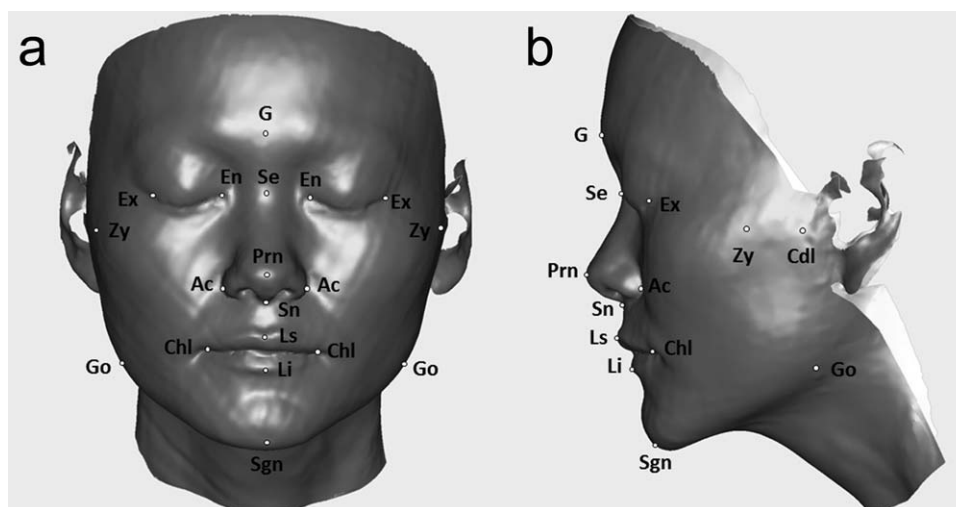 a
G
En
Se
En
Ex
Ex
Zy
Zy
Prn
Ac
Ac
Sn
Ls
Chl
Chl
Li
Go
Go
Sgn
b
G
Se
Ex
Zy
Cdl
Prn
Ac
Sn
Ls
Chl
Li
Go
Sgn